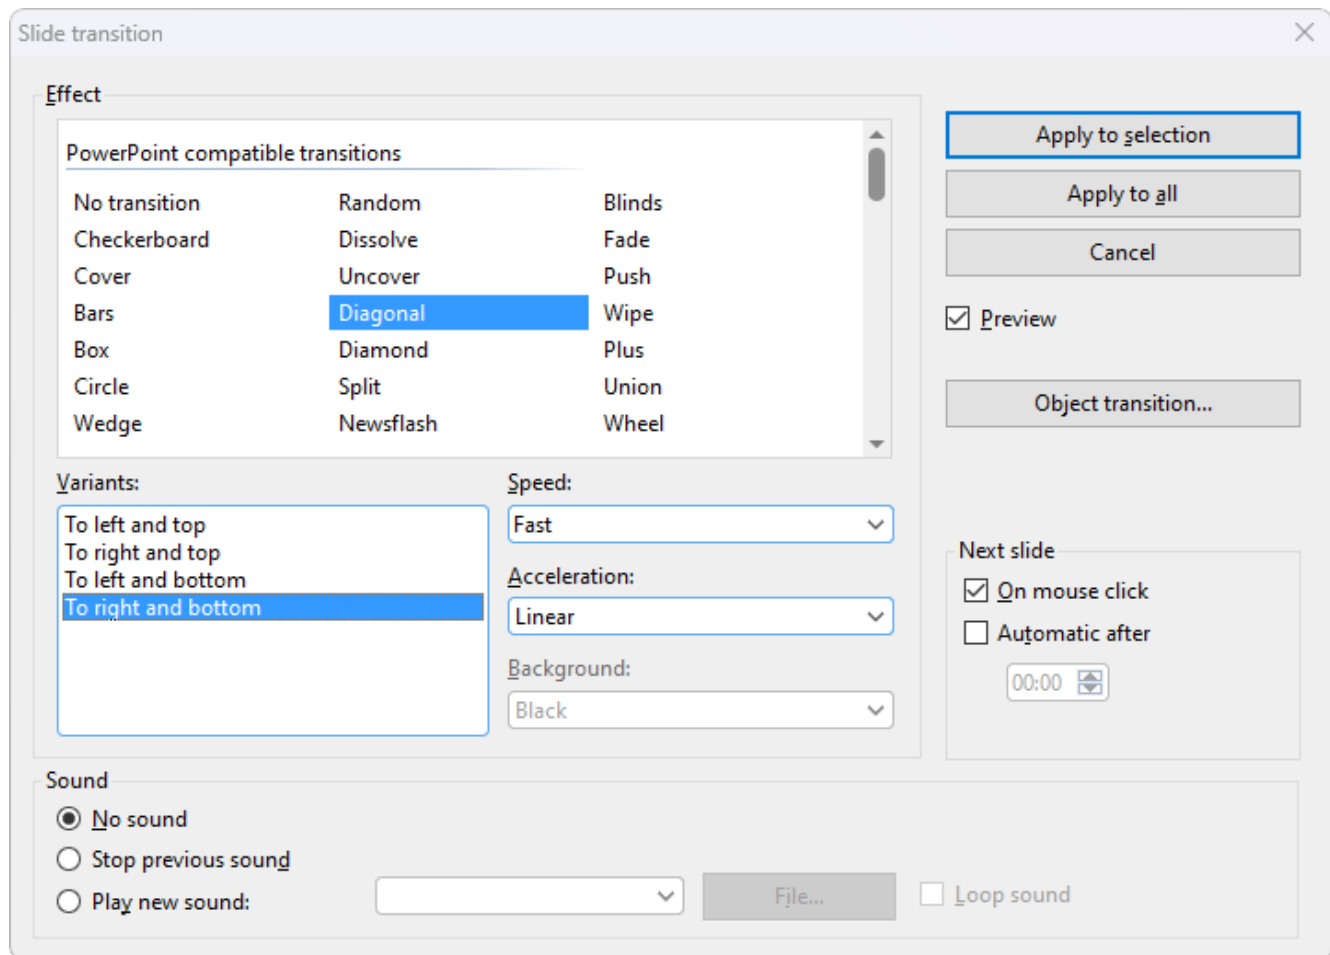 Slide transition
Effect
PowerPoint compatible transitions
No transition Random Blinds
Checkerboard Dissolve Fade
Cover Uncover Push
Bars Diagonal Wipe
Box Diamond Plus
Circle Split Union
Wedge Newsflash Wheel
Variants:
To left and top
To right and top
To left and bottom
To right and bottom
Speed:
Fast
Acceleration:
Linear
Background:
Black
Apply to selection
Apply to all
Cancel
Preview
Object transition...
Next slide
On mouse click
Automatic after
00:00
Sound
No sound
Stop previous sound
Play new sound:
File...
Loop sound